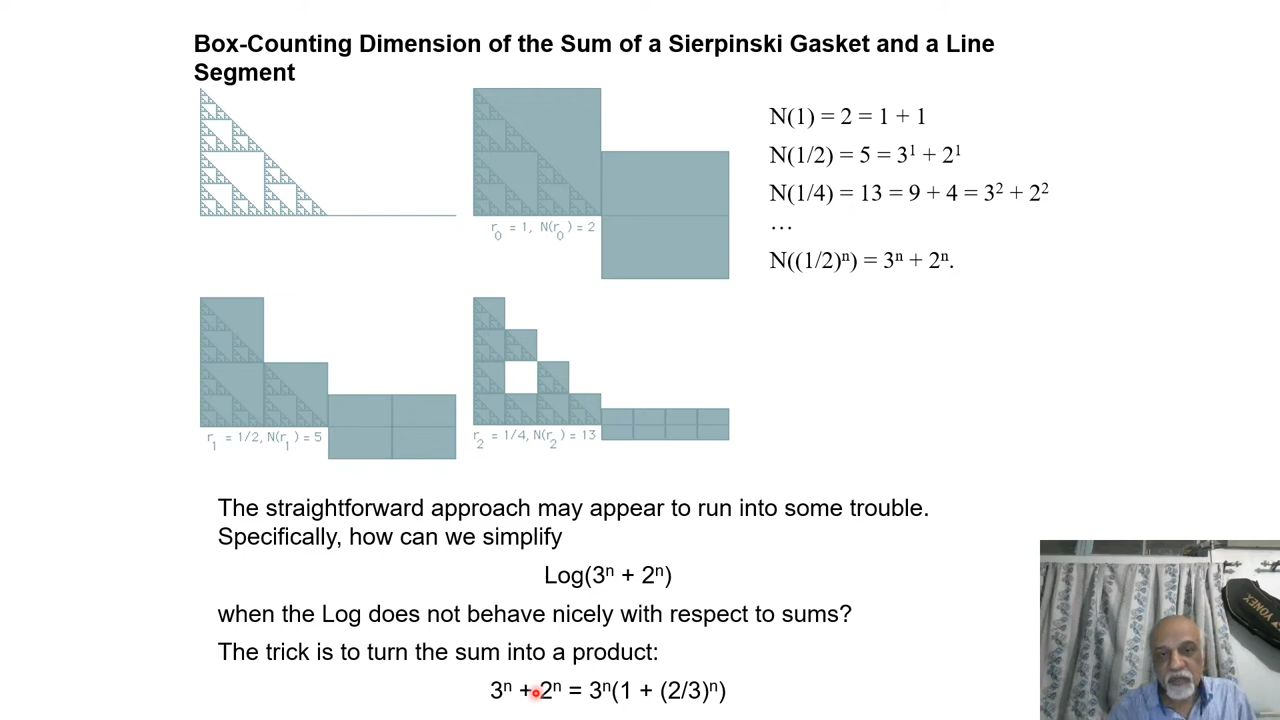 Box-Counting Dimension of the Sum of a Sierpinski Gasket and a Line
Segment
N(1) = 2 = 1 + 1
N(1/2) = 5 = 3¹ + 2¹
N(1/4) = 13 = 9 + 4 = 3² + 2²
…
N((1/2)ⁿ) = 3ⁿ + 2ⁿ.
r₀ = 1, N(r₀) = 2
r₁ = 1/2, N(r₁) = 5
r₂ = 1/4, N(r₂) = 13
The straightforward approach may appear to run into some trouble.
Specifically, how can we simplify
Log(3ⁿ + 2ⁿ)
when the Log does not behave nicely with respect to sums?
The trick is to turn the sum into a product:
3ⁿ + 2ⁿ = 3ⁿ(1 + (2/3)ⁿ)
YONEX